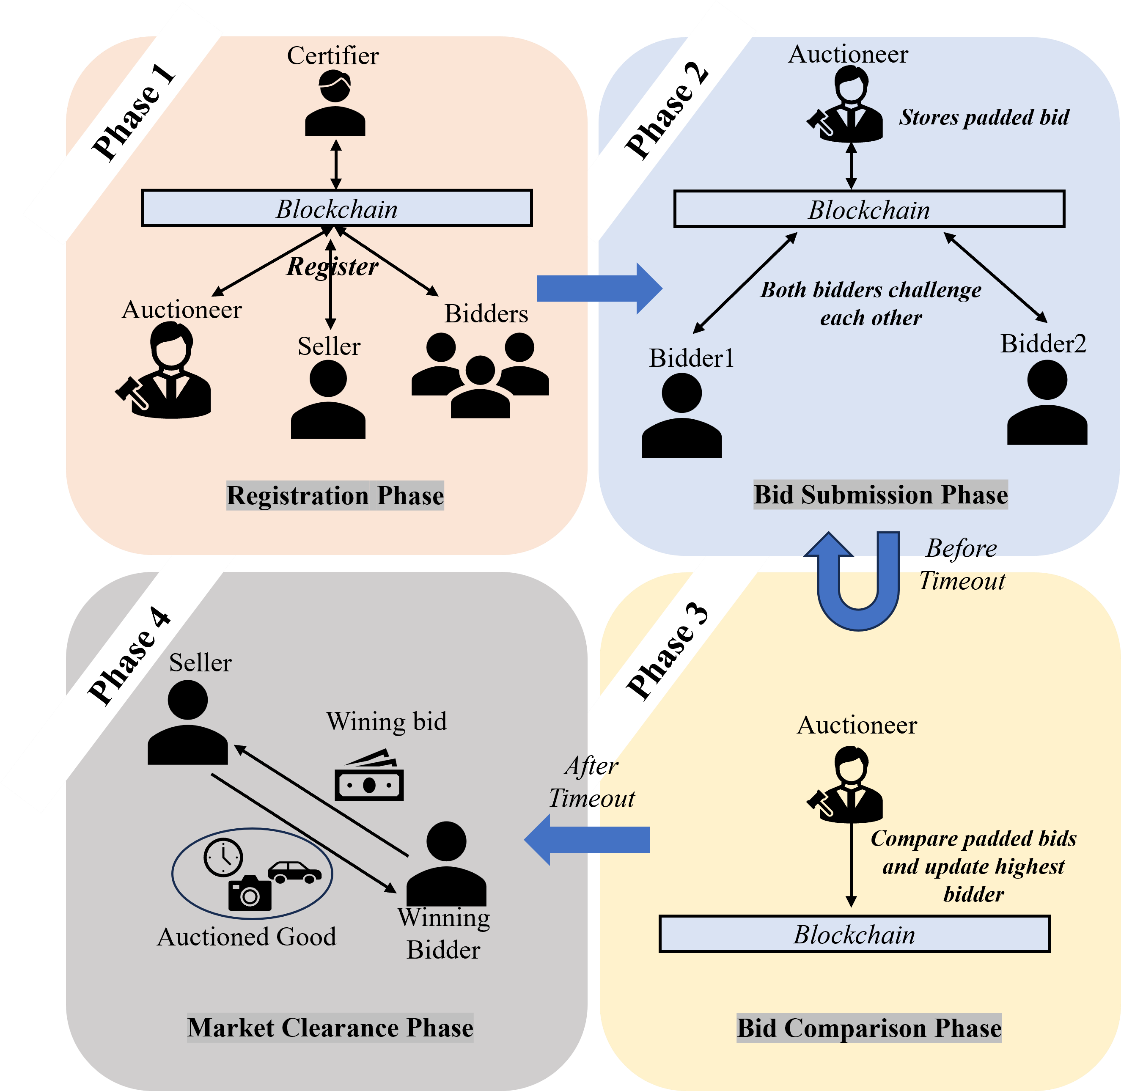 Phase 1
Certifier
Blockchain
Register
Auctioneer
Seller
Bidders
Registration Phase
Phase 2
Auctioneer
Stores padded bid
Blockchain
Both bidders challenge
each other
Bidder1
Bidder2
Bid Submission Phase
Before
Timeout
Phase 3
Auctioneer
Compare padded bids
and update highest
bidder
Blockchain
Bid Comparison Phase
After
Timeout
Phase 4
Seller
Wining bid
Auctioned Good
Winning
Bidder
Market Clearance Phase